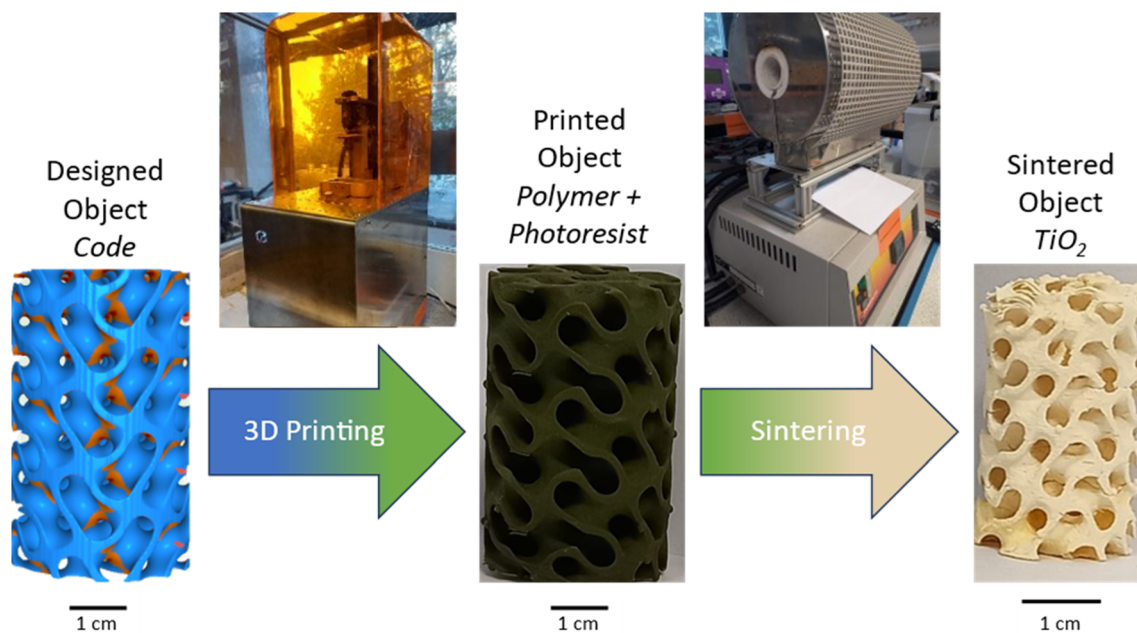 Designed
Object
Code
3D Printing
Printed
Object
Polymer +
Photoresist
Sintering
Sintered
Object
TiO₂
1 cm
1 cm
1 cm